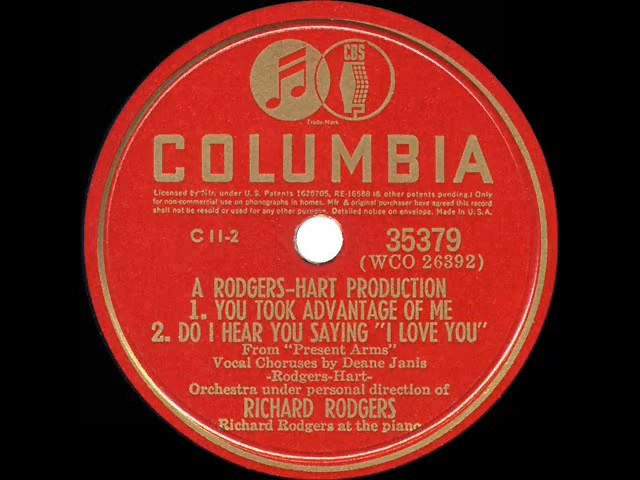 CBS
Trade-Mark
COLUMBIA
Licensed by Mfr. under U.S. Patents 1625705, RE-16588 (& other patents pending.) Only
for non-commercial use on phonographs in homes. Mfr. & original purchaser have agreed this record
shall not be resold or used for any other purpose. Detailed notice on envelope. Made in U.S.A.
C 11-2
35379
(WCO 26392)
A RODGERS-HART PRODUCTION
1. YOU TOOK ADVANTAGE OF ME
2. DO I HEAR YOU SAYING "I LOVE YOU"
From "Present Arms"
Vocal Choruses by Deane Janis
-Rodgers-Hart-
Orchestra under personal direction of
RICHARD RODGERS
Richard Rodgers at the piano